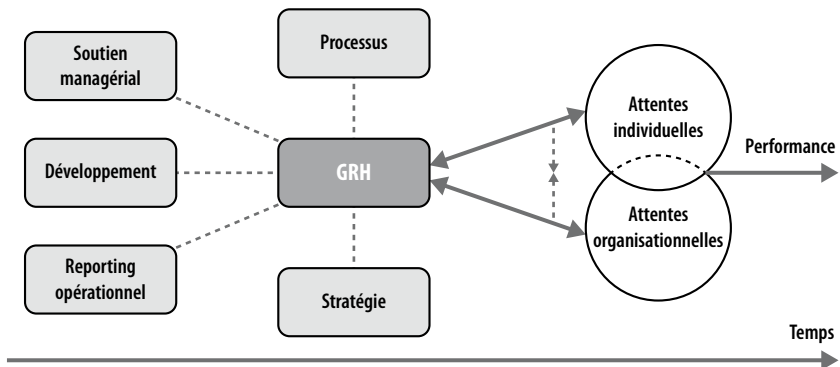 Soutien
managérial
Processus
Attentes
individuelles
Développement
GRH
Performance
Attentes
organisationnelles
Reporting
opérationnel
Stratégie
Temps